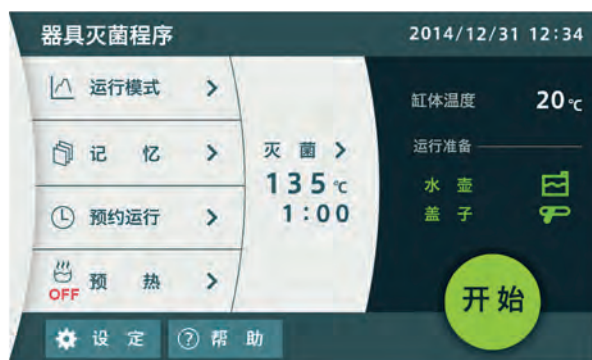 器具灭菌程序
2014/12/31 12:34
运行模式
记 忆
预约运行
OFF 预 热
灭 菌
135℃
1:00
缸体温度 20℃
运行准备
水 壶
盖 子
开 始
设 定
? 帮 助